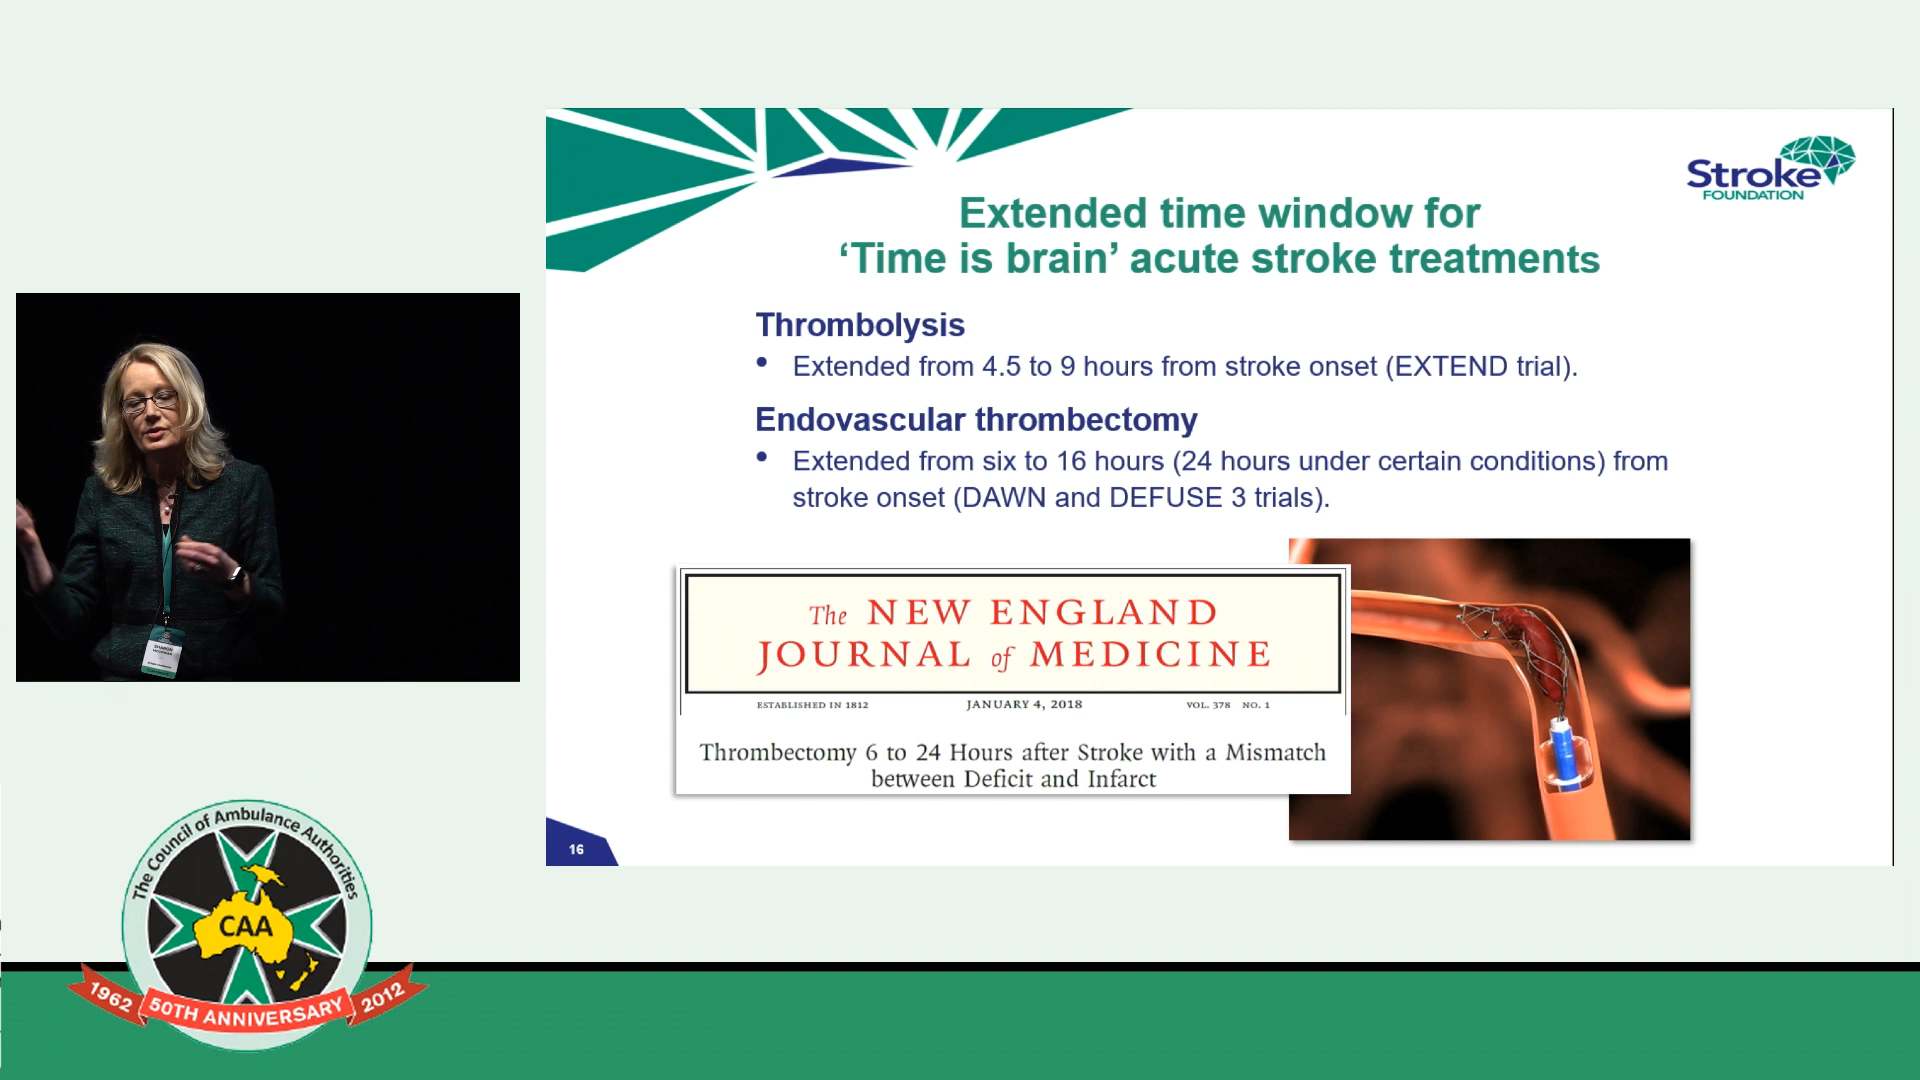 Stroke
FOUNDATION
Extended time window for
‘Time is brain’ acute stroke treatments
Thrombolysis
• Extended from 4.5 to 9 hours from stroke onset (EXTEND trial).
Endovascular thrombectomy
• Extended from six to 16 hours (24 hours under certain conditions) from
stroke onset (DAWN and DEFUSE 3 trials).
The NEW ENGLAND
JOURNAL of MEDICINE
ESTABLISHED IN 1812 JANUARY 4, 2018 VOL. 378 NO. 1
Thrombectomy 6 to 24 Hours after Stroke with a Mismatch
between Deficit and Infarct
16
SHARON
The Council of Ambulance Authorities
CAA
1962 50TH ANNIVERSARY 2012